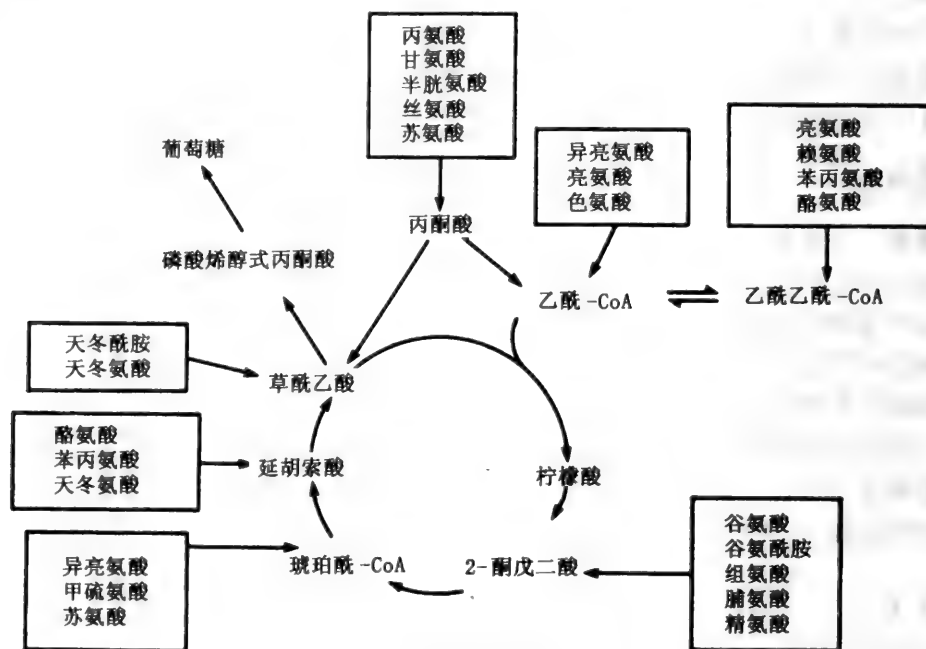 丙氨酸
甘氨酸
半胱氨酸
丝氨酸
苏氨酸
葡萄糖
异亮氨酸
亮氨酸
色氨酸
亮氨酸
赖氨酸
苯丙氨酸
酪氨酸
丙酮酸
磷酸烯醇式丙酮酸
乙酰-CoA
乙酰乙酰-CoA
天冬酰胺
天冬氨酸
草酰乙酸
酪氨酸
苯丙氨酸
天冬氨酸
延胡索酸
柠檬酸
异亮氨酸
甲硫氨酸
苏氨酸
琥珀酰-CoA
2-酮戊二酸
谷氨酸
谷氨酰胺
组氨酸
脯氨酸
精氨酸